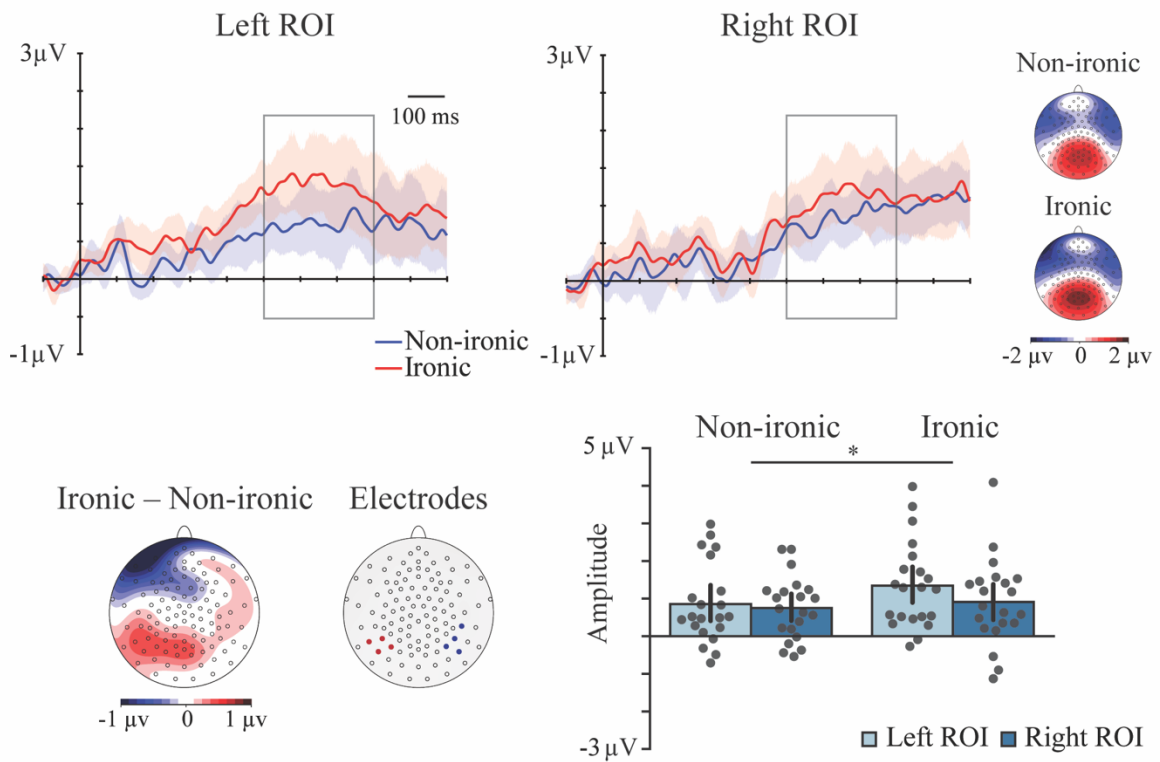 Left ROI
3µV
100 ms
-1µV
Non-ironic
Ironic
Right ROI
3µV
-1µV
Non-ironic
Ironic
-2 µv 0 2 µv
Ironic – Non-ironic
-1 µv 0 1 µv
Electrodes
Non-ironic Ironic
*
5 µV
Amplitude
-3 µV
Left ROI Right ROI